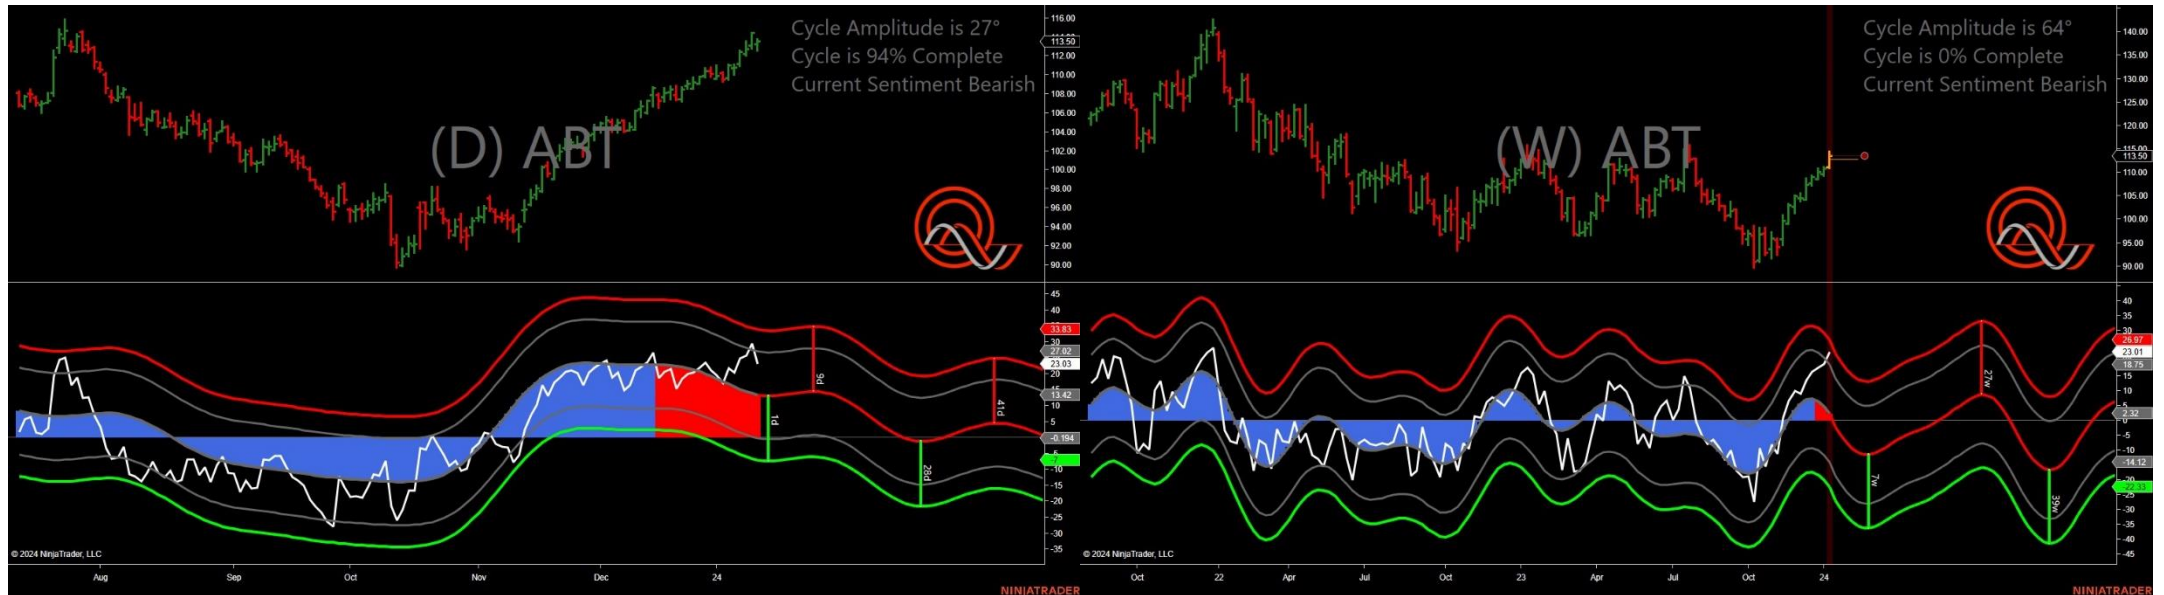 Cycle Amplitude is 27°
Cycle is 94% Complete
Current Sentiment Bearish
(D) ABT
116.00
113.50
112.00
110.00
108.00
106.00
104.00
102.00
100.00
98.00
96.00
94.00
92.00
90.00
45
40
35
33.83
30
27.02
23.03
20
13.42
10
5
-0.194
-7
-10
-15
-20
-25
-30
-35
1d
9d
28d
41d
© 2024 NinjaTrader, LLC
Aug
Sep
Oct
Nov
Dec
24
NINJATRADER
Cycle Amplitude is 64°
Cycle is 0% Complete
Current Sentiment Bearish
(W) ABT
140.00
135.00
130.00
125.00
120.00
115.00
113.50
110.00
105.00
100.00
95.00
90.00
40
35
30
26.97
23.01
18.75
15
10
5
2.32
0
-5
-10
-14.12
-20
-22.33
-30
-35
-40
-45
7w
27w
39w
© 2024 NinjaTrader, LLC
Oct
22
Apr
Jul
Oct
23
Apr
Jul
Oct
24
NINJATRADER